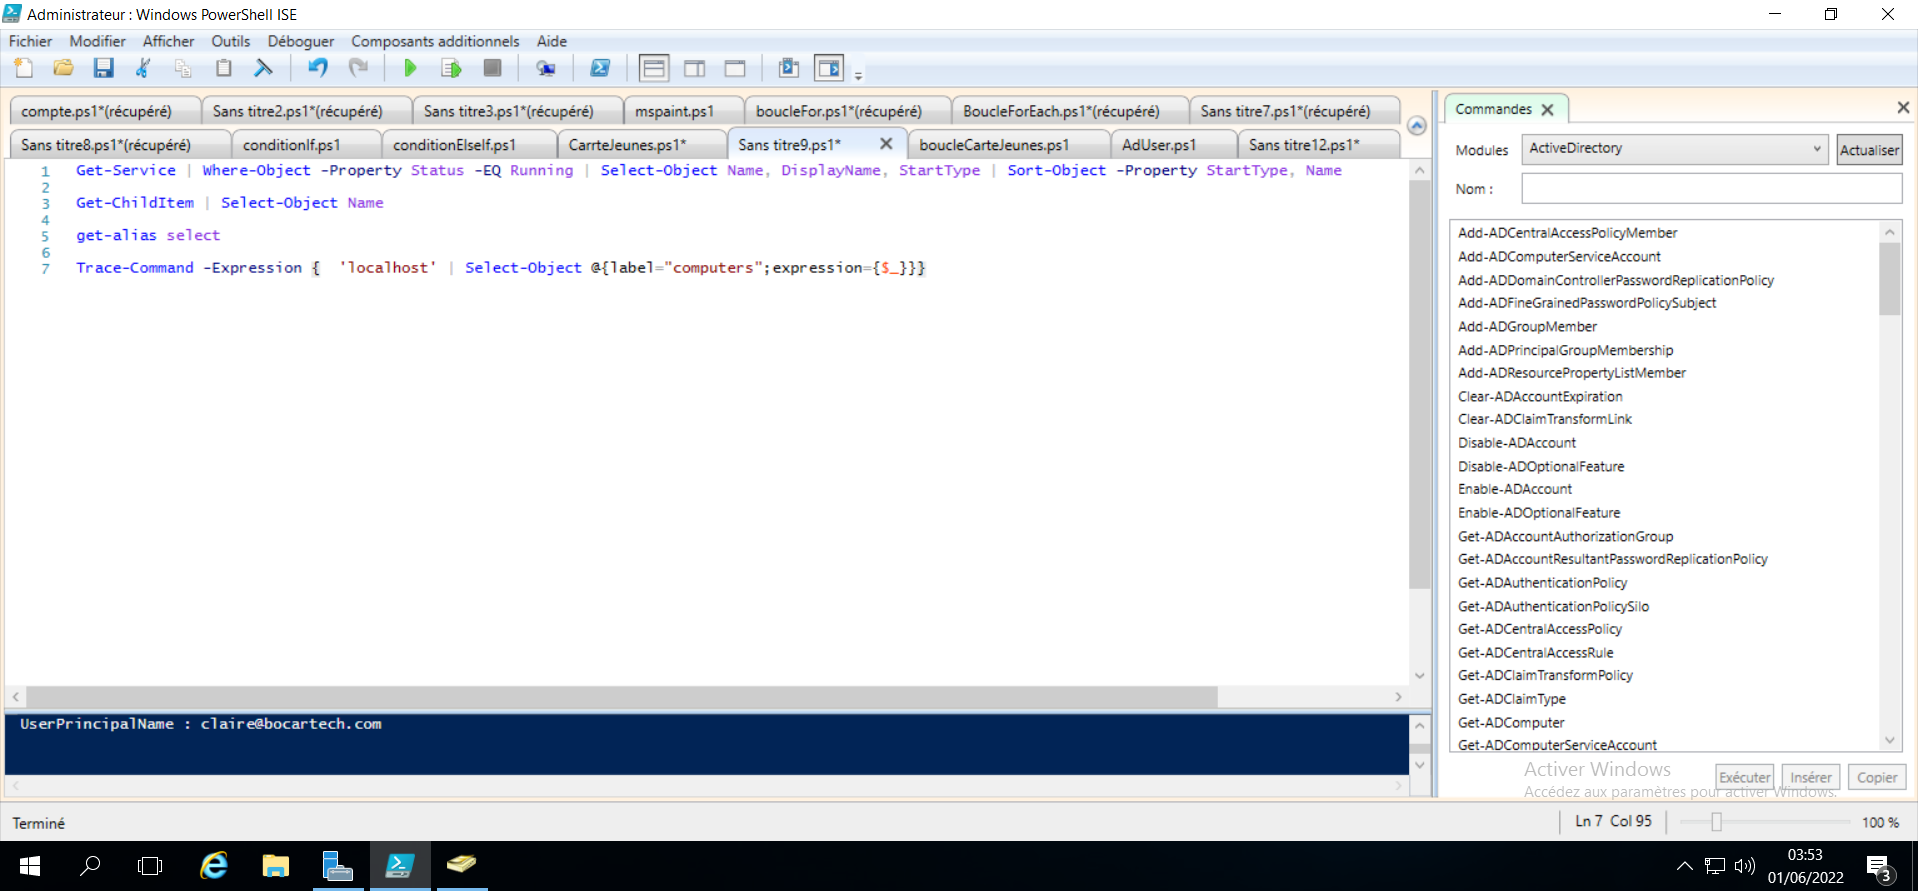 Administrateur : Windows PowerShell ISE
Fichier Modifier Afficher Outils Déboguer Composants additionnels Aide
compte.ps1*(récupéré) Sans titre2.ps1*(récupéré) Sans titre3.ps1*(récupéré) mspaint.ps1 boucleFor.ps1*(récupéré) BoucleForEach.ps1*(récupéré) Sans titre7.ps1*(récupéré)
Sans titre8.ps1*(récupéré) conditionIf.ps1 conditionElseIf.ps1 CarrteJeunes.ps1* Sans titre9.ps1* boucleCarteJeunes.ps1 AdUser.ps1 Sans titre12.ps1*
1 Get-Service | Where-Object -Property Status -EQ Running | Select-Object Name, DisplayName, StartType | Sort-Object -Property StartType, Name
2
3 Get-ChildItem | Select-Object Name
4
5 get-alias select
6
7 Trace-Command -Expression {  'localhost' | Select-Object @{label="computers";expression={$_}}}
UserPrincipalName : claire@bocartech.com
Commandes
Modules ActiveDirectory Actualiser
Nom :
Add-ADCentralAccessPolicyMember
Add-ADComputerServiceAccount
Add-ADDomainControllerPasswordReplicationPolicy
Add-ADFineGrainedPasswordPolicySubject
Add-ADGroupMember
Add-ADPrincipalGroupMembership
Add-ADResourcePropertyListMember
Clear-ADAccountExpiration
Clear-ADClaimTransformLink
Disable-ADAccount
Disable-ADOptionalFeature
Enable-ADAccount
Enable-ADOptionalFeature
Get-ADAccountAuthorizationGroup
Get-ADAccountResultantPasswordReplicationPolicy
Get-ADAuthenticationPolicy
Get-ADAuthenticationPolicySilo
Get-ADCentralAccessPolicy
Get-ADCentralAccessRule
Get-ADClaimTransformPolicy
Get-ADClaimType
Get-ADComputer
Get-ADComputerServiceAccount
Activer Windows
Exécuter Insérer Copier
Accédez aux paramètres pour activer Windows.
Terminé
Ln 7 Col 95
100 %
03:53
01/06/2022
3